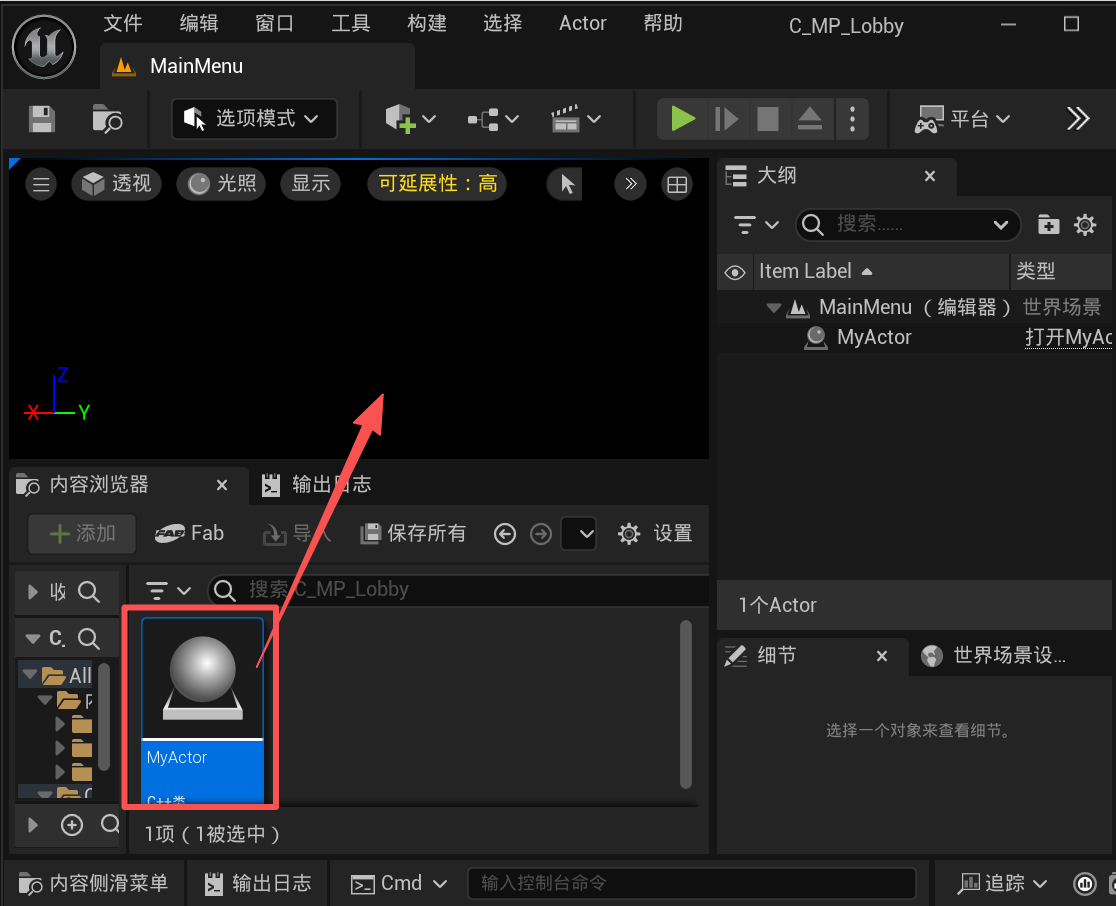 文件 编辑 窗口 工具 构建 选择 Actor 帮助 C_MP_Lobby
MainMenu
选项模式 平台
透视 光照 显示 可延展性：高
大纲
搜索......
Item Label 类型
MainMenu （编辑器） 世界场景
MyActor 打开MyAc
Z
X Y
内容浏览器 输出日志
添加 Fab 导入 保存所有 设置
收 搜索 C_MP_Lobby
C.
All
MyActor
C++类
1项（1被选中）
1个Actor
细节 世界场景设...
选择一个对象来查看细节。
内容侧滑菜单 输出日志 Cmd 输入控制台命令 追踪